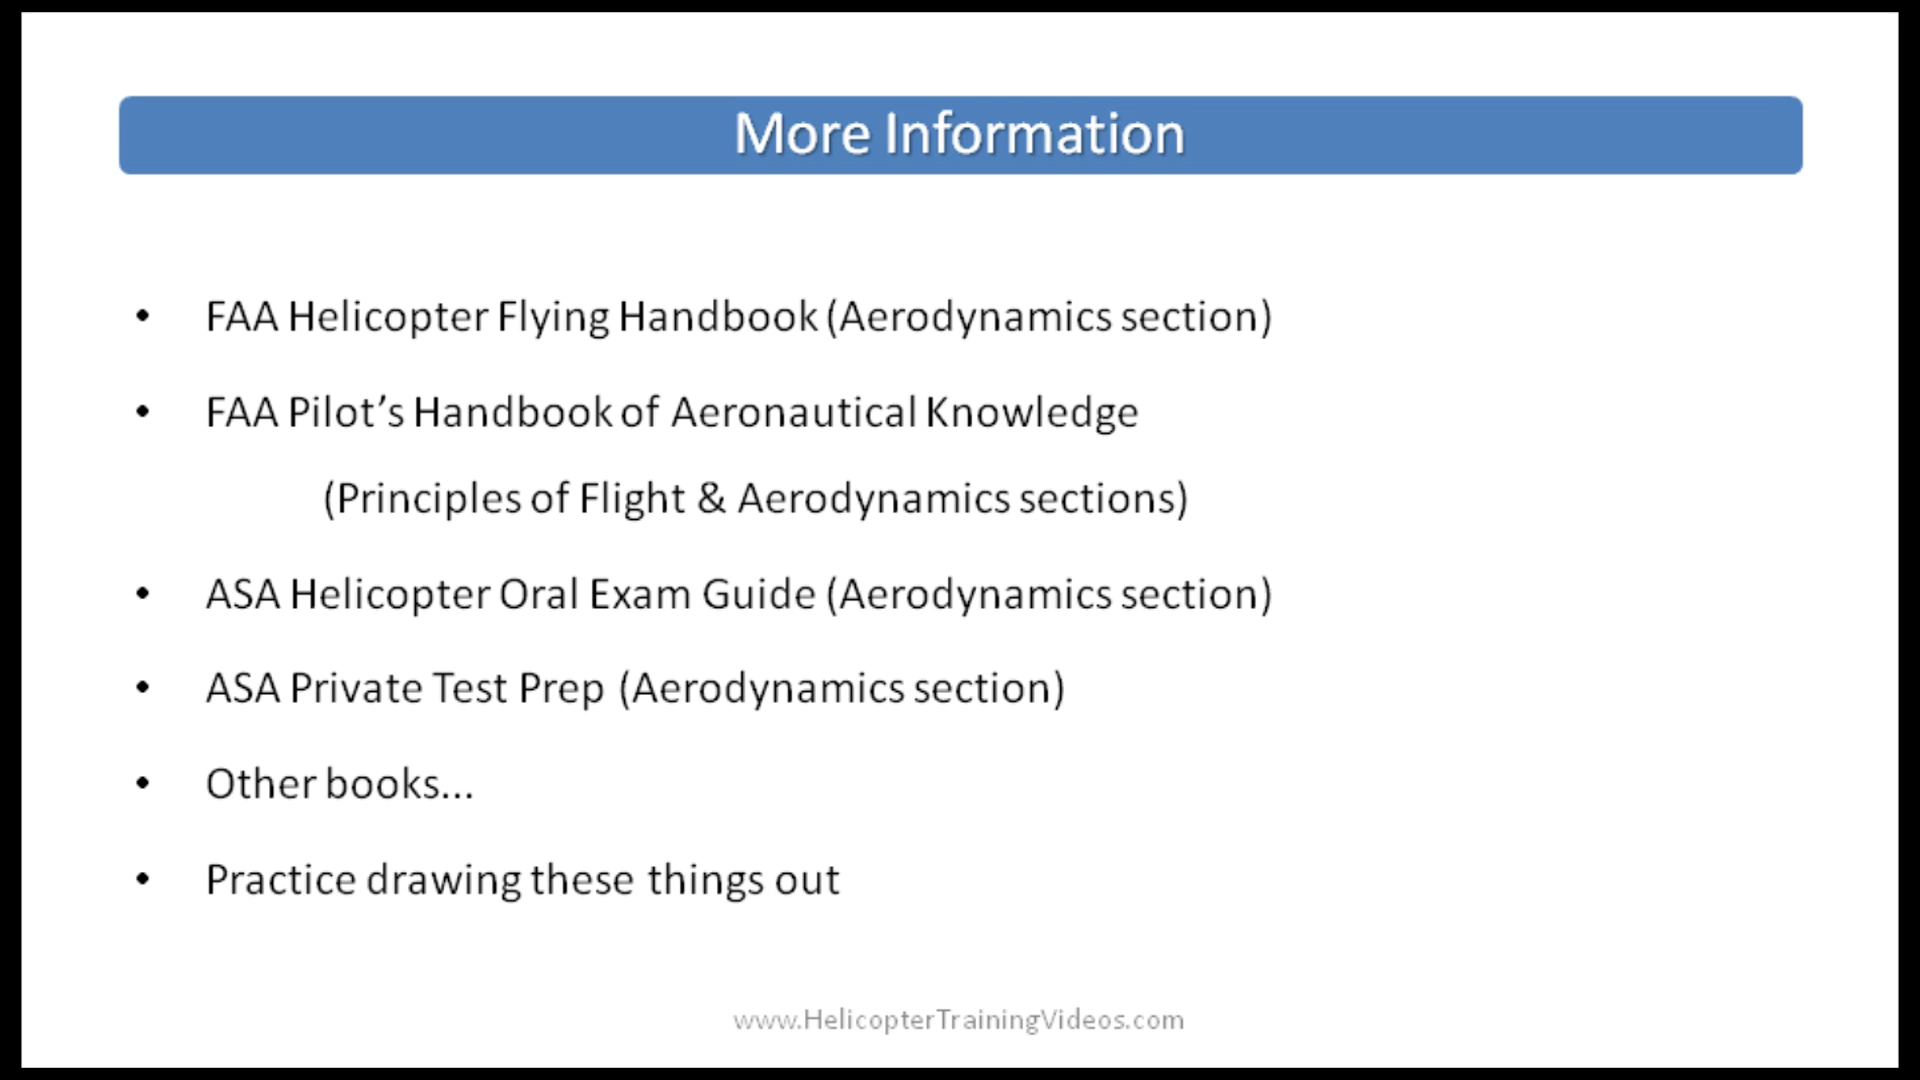 More Information
• FAA Helicopter Flying Handbook (Aerodynamics section)
• FAA Pilot’s Handbook of Aeronautical Knowledge
(Principles of Flight & Aerodynamics sections)
• ASA Helicopter Oral Exam Guide (Aerodynamics section)
• ASA Private Test Prep (Aerodynamics section)
• Other books...
• Practice drawing these things out
www.HelicopterTrainingVideos.com